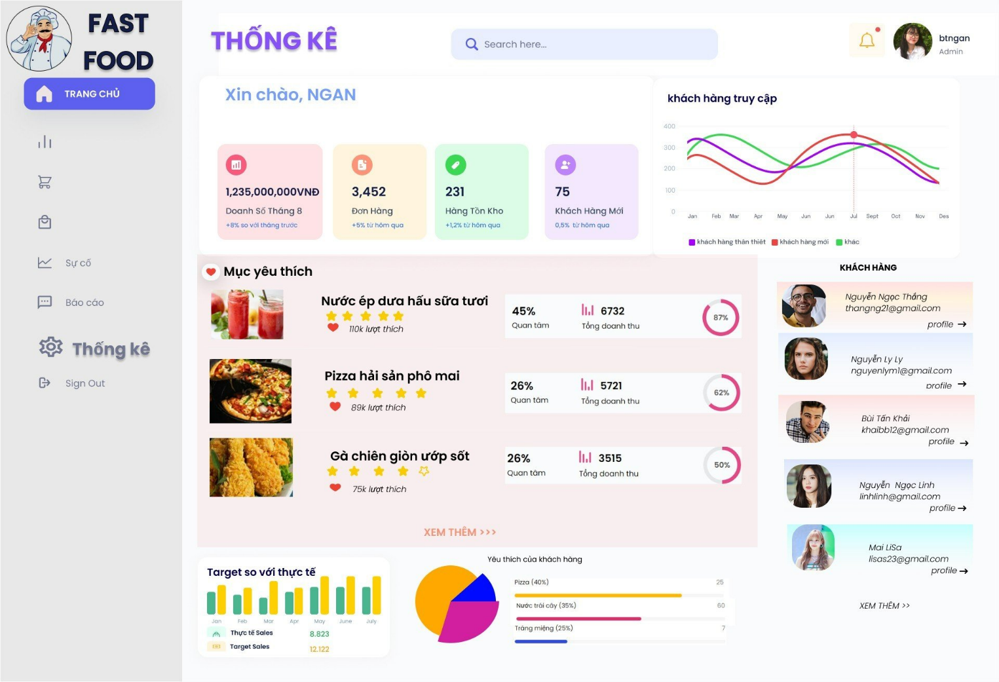 FAST
FOOD
TRANG CHỦ
Sự cố
Báo cáo
Thống kê
Sign Out
THỐNG KÊ
Search here...
btngan
Admin
Xin chào, NGAN
1,235,000,000VNĐ
Doanh Số Tháng 8
+8% so với tháng trước
3,452
Đơn Hàng
+5% từ hôm qua
231
Hàng Tồn Kho
+1,2% từ hôm qua
75
Khách Hàng Mới
0,5% từ hôm qua
khách hàng truy cập
400
300
200
100
0
Jan Feb Mar Apr May Jun Jun Jul Sept Oct Nov Des
khách hàng thân thiêt khách hàng mới khác
Mục yêu thích
Nước ép dưa hấu sữa tươi
110k lượt thích
45%
Quan tâm
6732
Tổng doanh thu
87%
Pizza hải sản phô mai
89k lượt thích
26%
Quan tâm
5721
Tổng doanh thu
62%
Gà chiên giòn ướp sốt
75k lượt thích
26%
Quan tâm
3515
Tổng doanh thu
50%
XEM THÊM >>>
KHÁCH HÀNG
Nguyễn Ngọc Thắng
thangng21@gmail.com
profile
Nguyễn Ly Ly
nguyenlym1@gmail.com
profile
Bùi Tấn Khải
khaibb12@gmail.com
profile
Nguyễn Ngọc Linh
linhlinh@gmail.com
profile
Mai LiSa
lisas23@gmail.com
profile
XEM THÊM >>
Target so với thực tế
Jan Feb Mar Apr May June July
Thực tế Sales 8.823
Target Sales 12.122
Yêu thích của khách hàng
Pizza (40%) 25
Nước trái cây (35%) 60
Tráng miệng (25%) 7